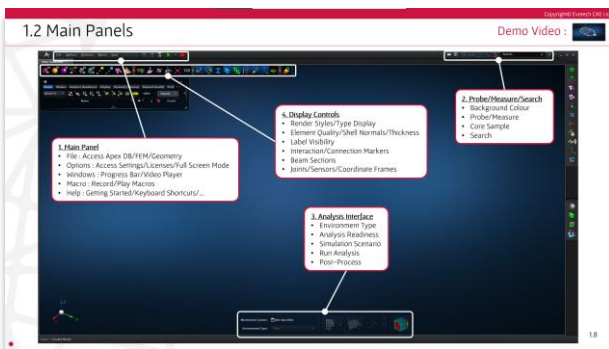 Copyright© Evotech CAE Ltd
1.2 Main Panels
Demo Video :
1. Main Panel
• File : Access Apex DB/FEM/Geometry
• Options : Access Settings/Licenses/Full Screen Mode
• Windows : Progress Bar/Video Player
• Macro : Record/Play Macros
• Help : Getting Started/Keyboard Shortcuts/...
4. Display Controls
• Render Styles/Type Display
• Element Quality/Shell Normals/Thickness
• Label Visibility
• Interaction/Connection Markers
• Beam Sections
• Joints/Sensors/Coordinate Frames
2. Probe/Measure/Search
• Background Colour
• Probe/Measure
• Core Sample
• Search
3. Analysis Interface
• Environment Type
• Analysis Readiness
• Simulation Scenario
• Run Analysis
• Post-Process
1.8